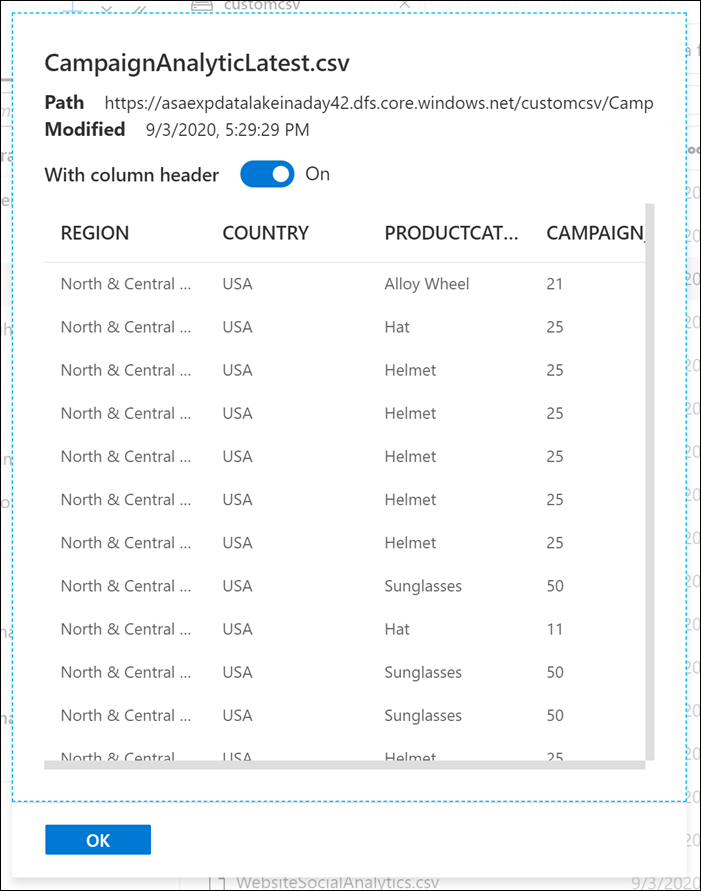 customcsv
CampaignAnalyticLatest.csv
Path https://asaexpdatalakeinaday42.dfs.core.windows.net/customcsv/Camp
Modified 9/3/2020, 5:29:29 PM
With column header On
REGION COUNTRY PRODUCTCAT... CAMPAIGN_
North & Central ... USA Alloy Wheel 21
North & Central ... USA Hat 25
North & Central ... USA Helmet 25
North & Central ... USA Helmet 25
North & Central ... USA Helmet 25
North & Central ... USA Helmet 25
North & Central ... USA Helmet 25
North & Central ... USA Sunglasses 50
North & Central ... USA Hat 11
North & Central ... USA Sunglasses 50
North & Central ... USA Sunglasses 50
North & Central ... USA Helmet 25
OK
WebsiteSocialAnalytics.csv 9/3/2020